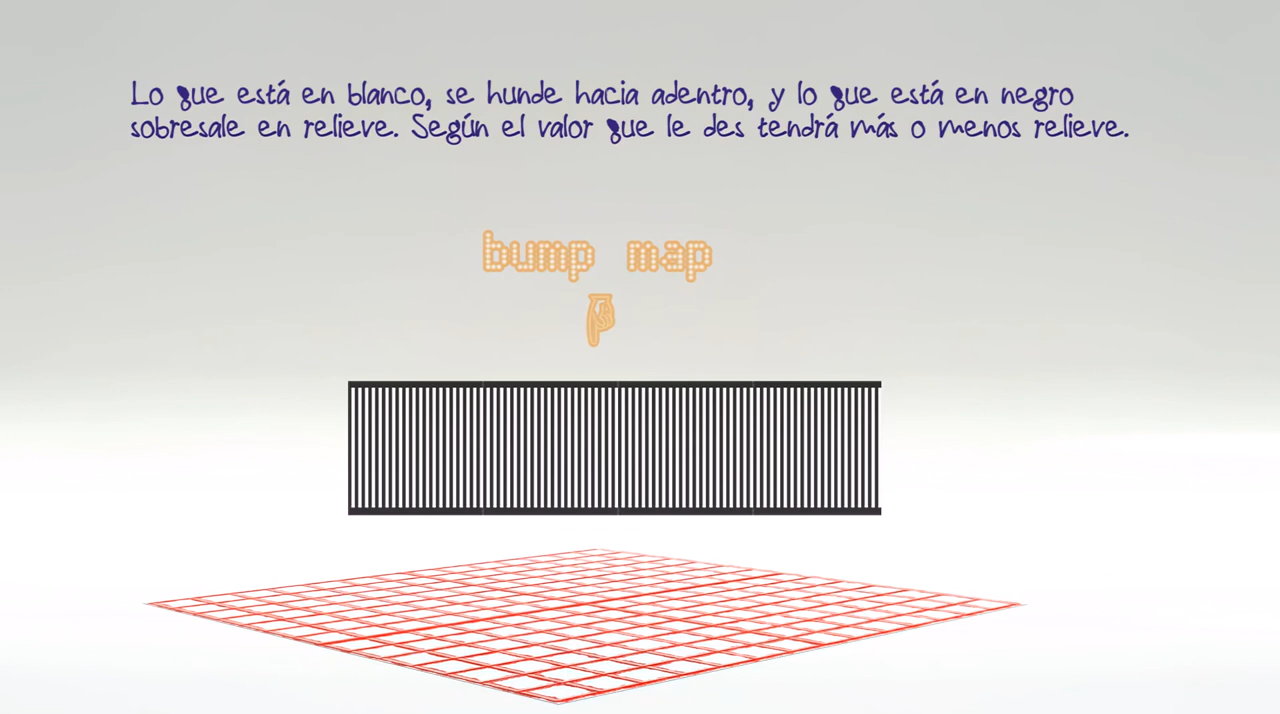 Lo que está en blanco, se hunde hacia adentro, y lo que está en negro
sobresale en relieve. Según el valor que le des tendrá más o menos relieve.
bump map